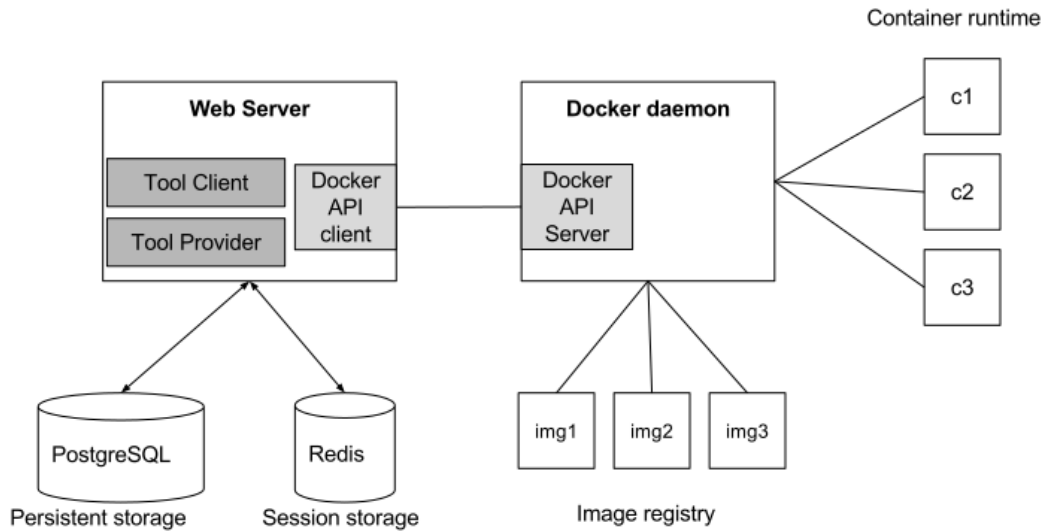 Container runtime
Web Server
Tool Client
Tool Provider
Docker
API
client
Docker daemon
Docker
API
Server
c1
c2
c3
PostgreSQL
Persistent storage
Redis
Session storage
img1
img2
img3
Image registry